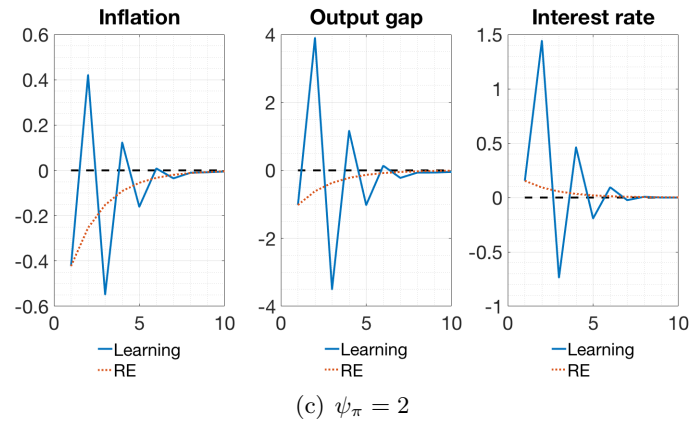 Inflation
0.6
0.4
0.2
0
-0.2
-0.4
-0.6
0
5
10
Learning
RE
Output gap
4
2
0
-2
-4
0
5
10
Learning
RE
Interest rate
1.5
1
0.5
0
-0.5
-1
0
5
10
Learning
RE
(c) ψπ = 2